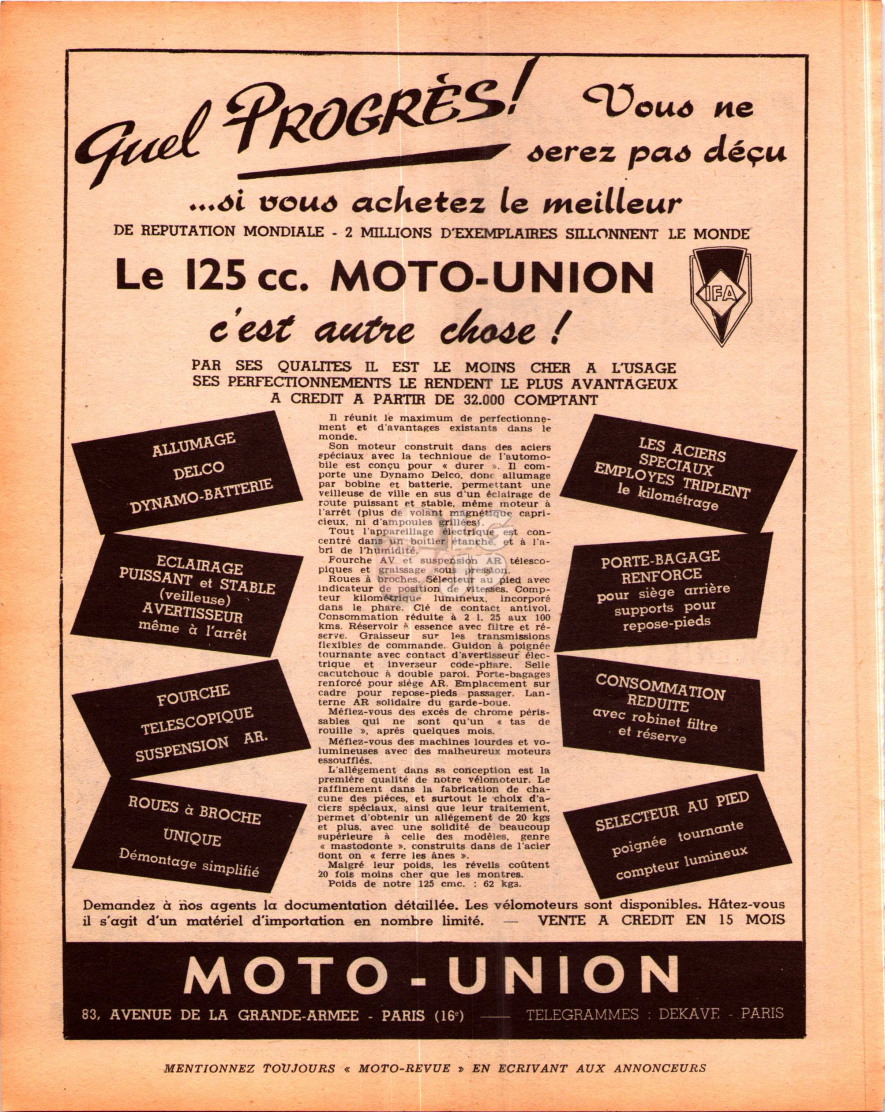 Quel PROGRÈS!
Vous ne
serez pas déçu
...si vous achetez le meilleur
DE REPUTATION MONDIALE - 2 MILLIONS D'EXEMPLAIRES SILLONNENT LE MONDE
Le 125 cc. MOTO-UNION
IFA
c'est autre chose !
PAR SES QUALITES IL EST LE MOINS CHER A L'USAGE
SES PERFECTIONNEMENTS LE RENDENT LE PLUS AVANTAGEUX
A CREDIT A PARTIR DE 32.000 COMPTANT
ALLUMAGE
DELCO
DYNAMO-BATTERIE
ECLAIRAGE
PUISSANT et STABLE
(veilleuse)
AVERTISSEUR
même à l'arrêt
FOURCHE
TELESCOPIQUE
SUSPENSION AR.
ROUES à BROCHE
UNIQUE
Démontage simplifié
Il réunit le maximum de perfectionne-
ment et d'avantages existants dans le
monde.
Son moteur construit dans des aciers
spéciaux avec la technique de l'automo-
bile est conçu pour « durer ». Il com-
porte une Dynamo Delco, donc allumage
par bobine et batterie, permettant une
veilleuse de ville en sus d'un éclairage de
route puissant et stable, même moteur à
l'arrêt (plus de volant magnétique capri-
cieux, ni d'ampoules grillées).
Tout l'appareillage électrique est con-
centré dans un boîtier étanche, et à l'a-
bri de l'humidité.
Fourche AV et suspension AR télesco-
piques et graissage sous pression.
Roues à broches. Sélecteur au pied avec
indicateur de position de vitesses. Comp-
teur kilométrique lumineux, incorporé
dans le phare. Clé de contact antivol.
Consommation réduite à 2 l. 25 aux 100
kms. Réservoir à essence avec filtre et ré-
serve. Graisseur sur les transmissions
flexibles de commande. Guidon à poignée
tournante avec contact d'avertisseur élec-
trique et inverseur code-phare. Selle
cacutchouc à double paroi. Porte-bagages
renforcé pour siège AR. Emplacement sur
cadre pour repose-pieds passager. Lan-
terne AR solidaire du garde-boue.
Méfiez-vous des excés de chrome péris-
sables qui ne sont qu'un « tas de
rouille », après quelques mois.
Méfiez-vous des machines lourdes et vo-
lumineuses avec des malheureux moteurs
essoufflés.
L'allégement dans sa conception est la
première qualité de notre vélomoteur. Le
raffinement dans la fabrication de cha-
cune des pièces, et surtout le choix d'a-
ciers spéciaux, ainsi que leur traitement,
permet d'obtenir un allégement de 20 kgs
et plus, avec une solidité de beaucoup
supérieure à celle des modèles, genre
« mastodonte », construits dans de l'acier
dont on « ferre les ânes ».
Malgré leur poids, les réveils coûtent
20 fois moins cher que les montres.
Poids de notre 125 cmc. : 62 kgs.
LES ACIERS
SPECIAUX
EMPLOYES TRIPLENT
le kilométrage
PORTE-BAGAGE
RENFORCE
pour siège arrière
supports pour
repose-pieds
CONSOMMATION
REDUITE
avec robinet filtre
et réserve
SELECTEUR AU PIED
poignée tournante
compteur lumineux
Demandez à nos agents la documentation détaillée. Les vélomoteurs sont disponibles. Hâtez-vous
il s'agit d'un matériel d'importation en nombre limité. — VENTE A CREDIT EN 15 MOIS
MOTO - UNION
83, AVENUE DE LA GRANDE-ARMEE - PARIS (16e) — TELEGRAMMES : DEKAVE - PARIS
MENTIONNEZ TOUJOURS « MOTO-REVUE » EN ECRIVANT AUX ANNONCEURS